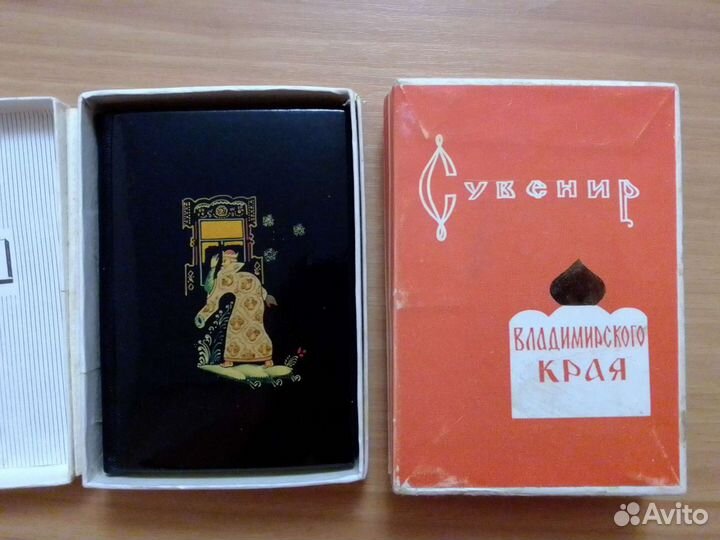 Сувенир
Владимирского
края
Avito